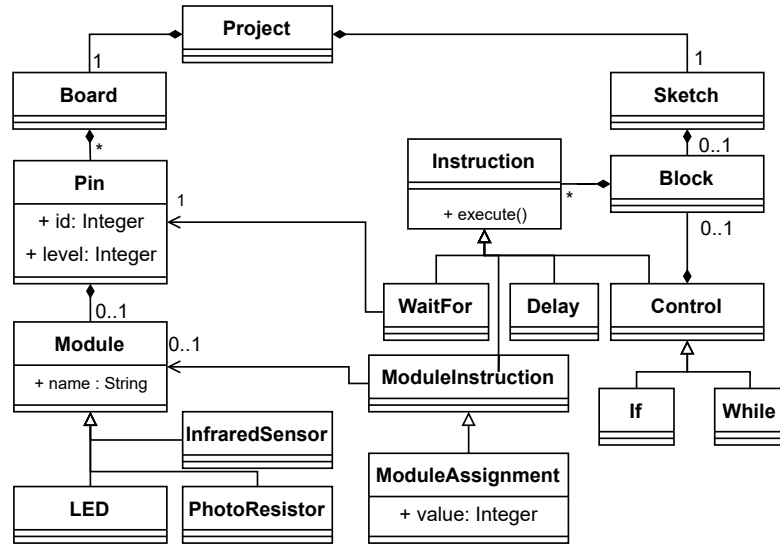 Project
1
1
Board
Sketch
*
0..1
Instruction
+ execute()
*
Block
Pin
+ id: Integer
+ level: Integer
1
0..1
0..1
WaitFor
Delay
Control
Module
+ name : String
0..1
ModuleInstruction
If
While
InfraredSensor
ModuleAssignment
+ value: Integer
LED
PhotoResistor